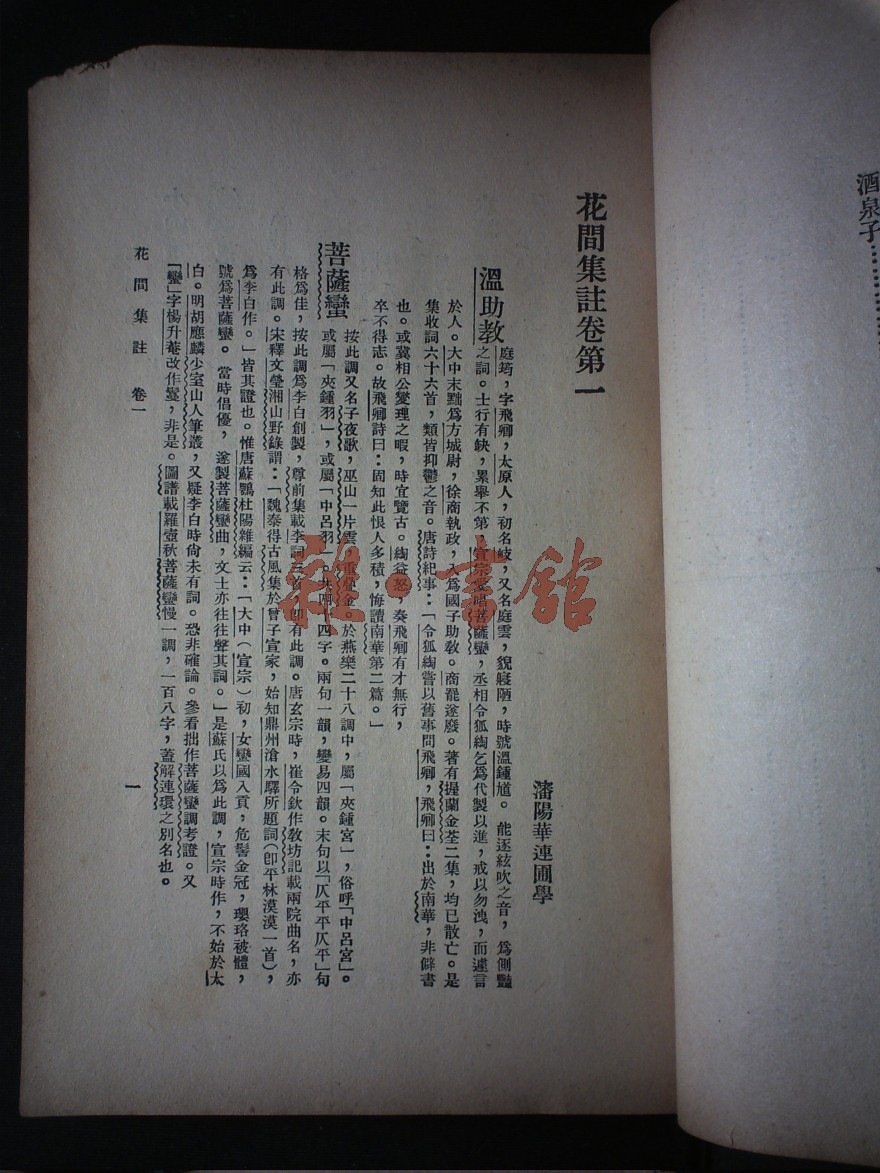 酒泉子…………
花間集註卷第一
瀋陽華連圃學
溫助教
庭筠，字飛卿，太原人，初名岐，又名庭雲，貌寢陋，時號溫鍾馗。能逐絃吹之音，爲側豔
之詞。士行有缺，累舉不第，宣宗愛唱菩薩蠻，丞相令狐綯乞爲代製以進，戒以勿洩，而遽言
於人。大中末黜爲方城尉，徐商執政，入爲國子助教。商罷遂廢。著有握蘭金荃二集，均已散亡。是
集收詞六十六首，類皆抑鬱之音。唐詩紀事：「令狐綯嘗以舊事問飛卿，飛卿曰：出於南華，非僻書
也。或冀相公燮理之暇，時宜覽古。綯益怒，奏飛卿有才無行，
卒不得志。故飛卿詩曰：固知此恨人多積，悔讀南華第二篇。」
菩薩蠻
按此調又名子夜歌，巫山一片雲，重疊金。於燕樂二十八調中，屬「夾鍾宮」，俗呼「中呂宮」。
或屬「夾鍾羽」，或屬「中呂羽」。共四十四字。兩句一韻，變易四韻。末句以「仄平平仄平」句
格爲佳，按此調爲李白創製，尊前集載李詞三首，卽有此調。唐玄宗時，崔令欽作教坊記載兩院曲名，亦
有此調。宋釋文瑩湘山野錄謂：「魏泰得古風集於曾子宣家，始知鼎州滄水驛所題詞（卽平林漠漠一首），
爲李白作。」皆其證也。惟唐蘇鶚杜陽雜編云：「大中（宣宗）初，女蠻國入貢，危髻金冠，瓔珞被體，
號爲菩薩蠻。當時倡優，遂製菩薩蠻曲，文士亦往往聲其詞。」是蘇氏以爲此調，宣宗時作，不始於太
白。明胡應麟少室山人筆叢，又疑李白時尙未有詞。恐非確論。參看拙作菩薩蠻調考證。又
「蠻」字楊升菴改作鬘，非是。圖譜載羅壺秋菩薩蠻慢一調，一百八字，蓋解連環之別名也。
花間集註 卷一
一
雜·書館